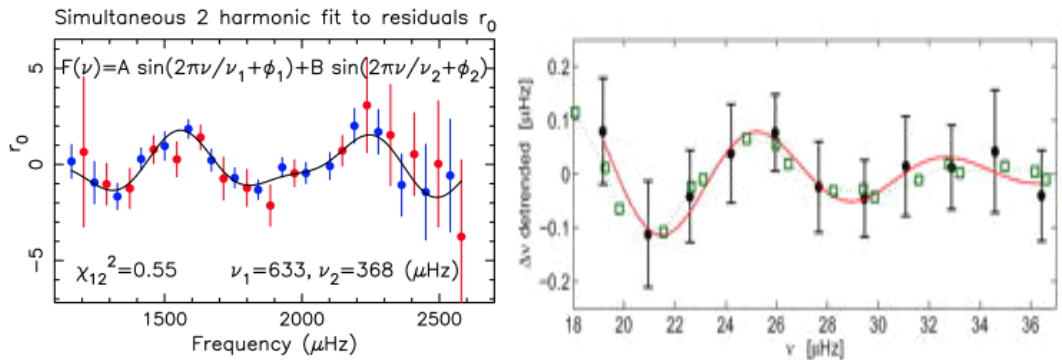 Simultaneous 2 harmonic fit to residuals r₀
F(ν)=A sin(2πν/ν₁+ϕ₁)+B sin(2πν/ν₂+ϕ₂)
5
0
−5
r₀
χ₁₂²=0.55 ν₁=633, ν₂=368 (μHz)
1500 2000 2500
Frequency (μHz)
0.2
0.1
0
-0.1
-0.2
Δν detrended [μHz]
18 20 22 24 26 28 30 32 34 36
ν [μHz]